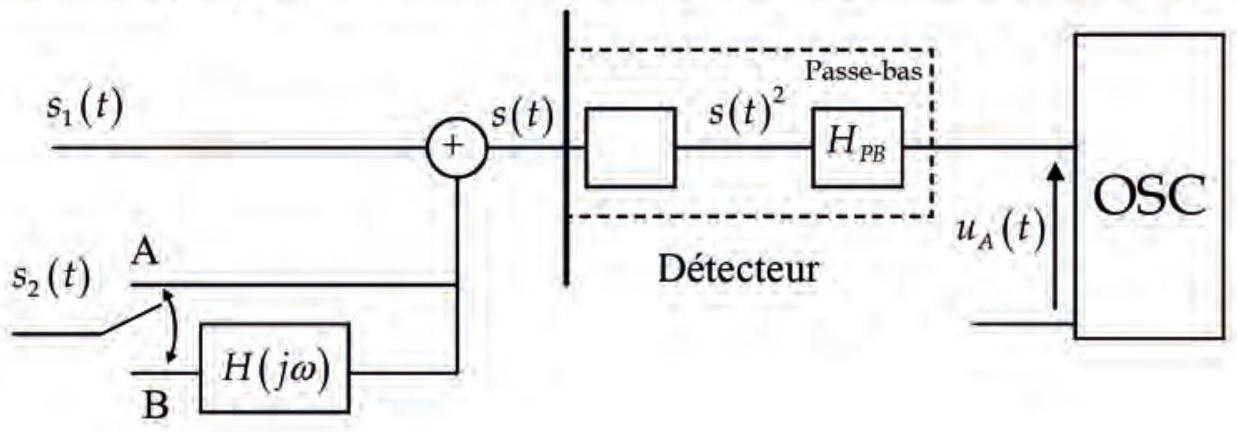 Passe-bas
s₁(t)
s(t)
s(t)²
H_PB
OSC
u_A(t)
Détecteur
A
s₂(t)
H(jω)
B